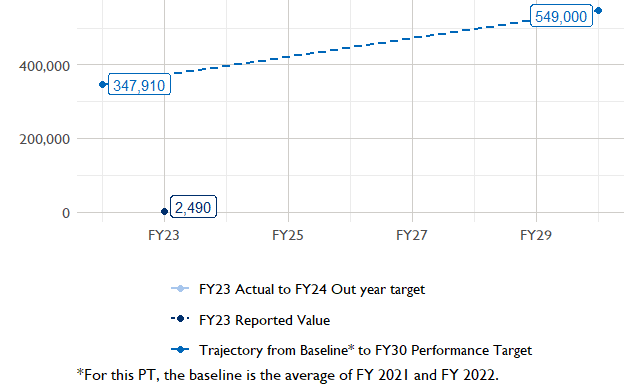 549,000
400,000
347,910
200,000
2,490
0
FY23 FY25 FY27 FY29
FY23 Actual to FY24 Out year target
FY23 Reported Value
Trajectory from Baseline* to FY30 Performance Target
*For this PT, the baseline is the average of FY 2021 and FY 2022.